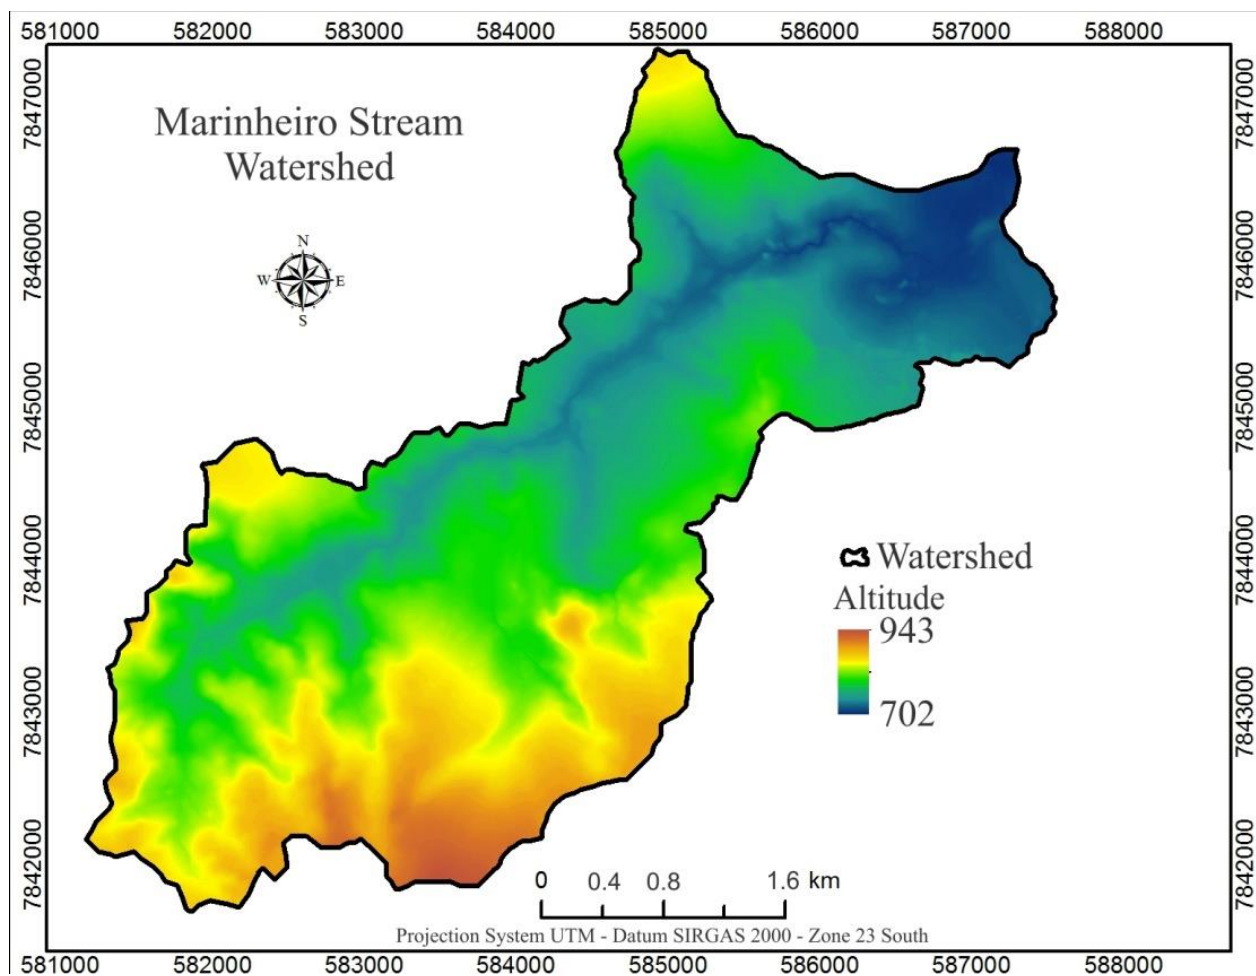 581000 582000 583000 584000 585000 586000 587000 588000
7847000
7846000
7845000
7844000
7843000
7842000
Marinheiro Stream
Watershed
N
W E
S
Watershed
Altitude
943
702
0 0.4 0.8 1.6 km
Projection System UTM - Datum SIRGAS 2000 - Zone 23 South
7847000
7846000
7845000
7844000
7843000
7842000
581000 582000 583000 584000 585000 586000 587000 588000